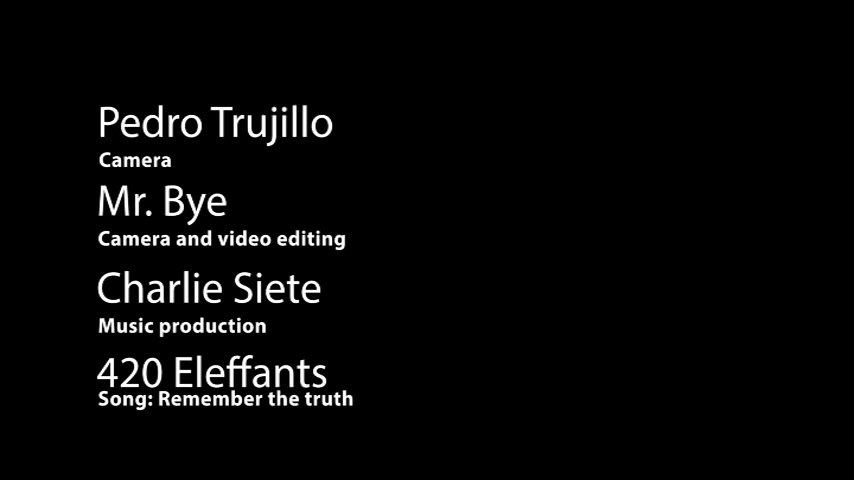 Pedro Trujillo
Camera
Mr. Bye
Camera and video editing
Charlie Siete
Music production
420 Eleffants
Song: Remember the truth